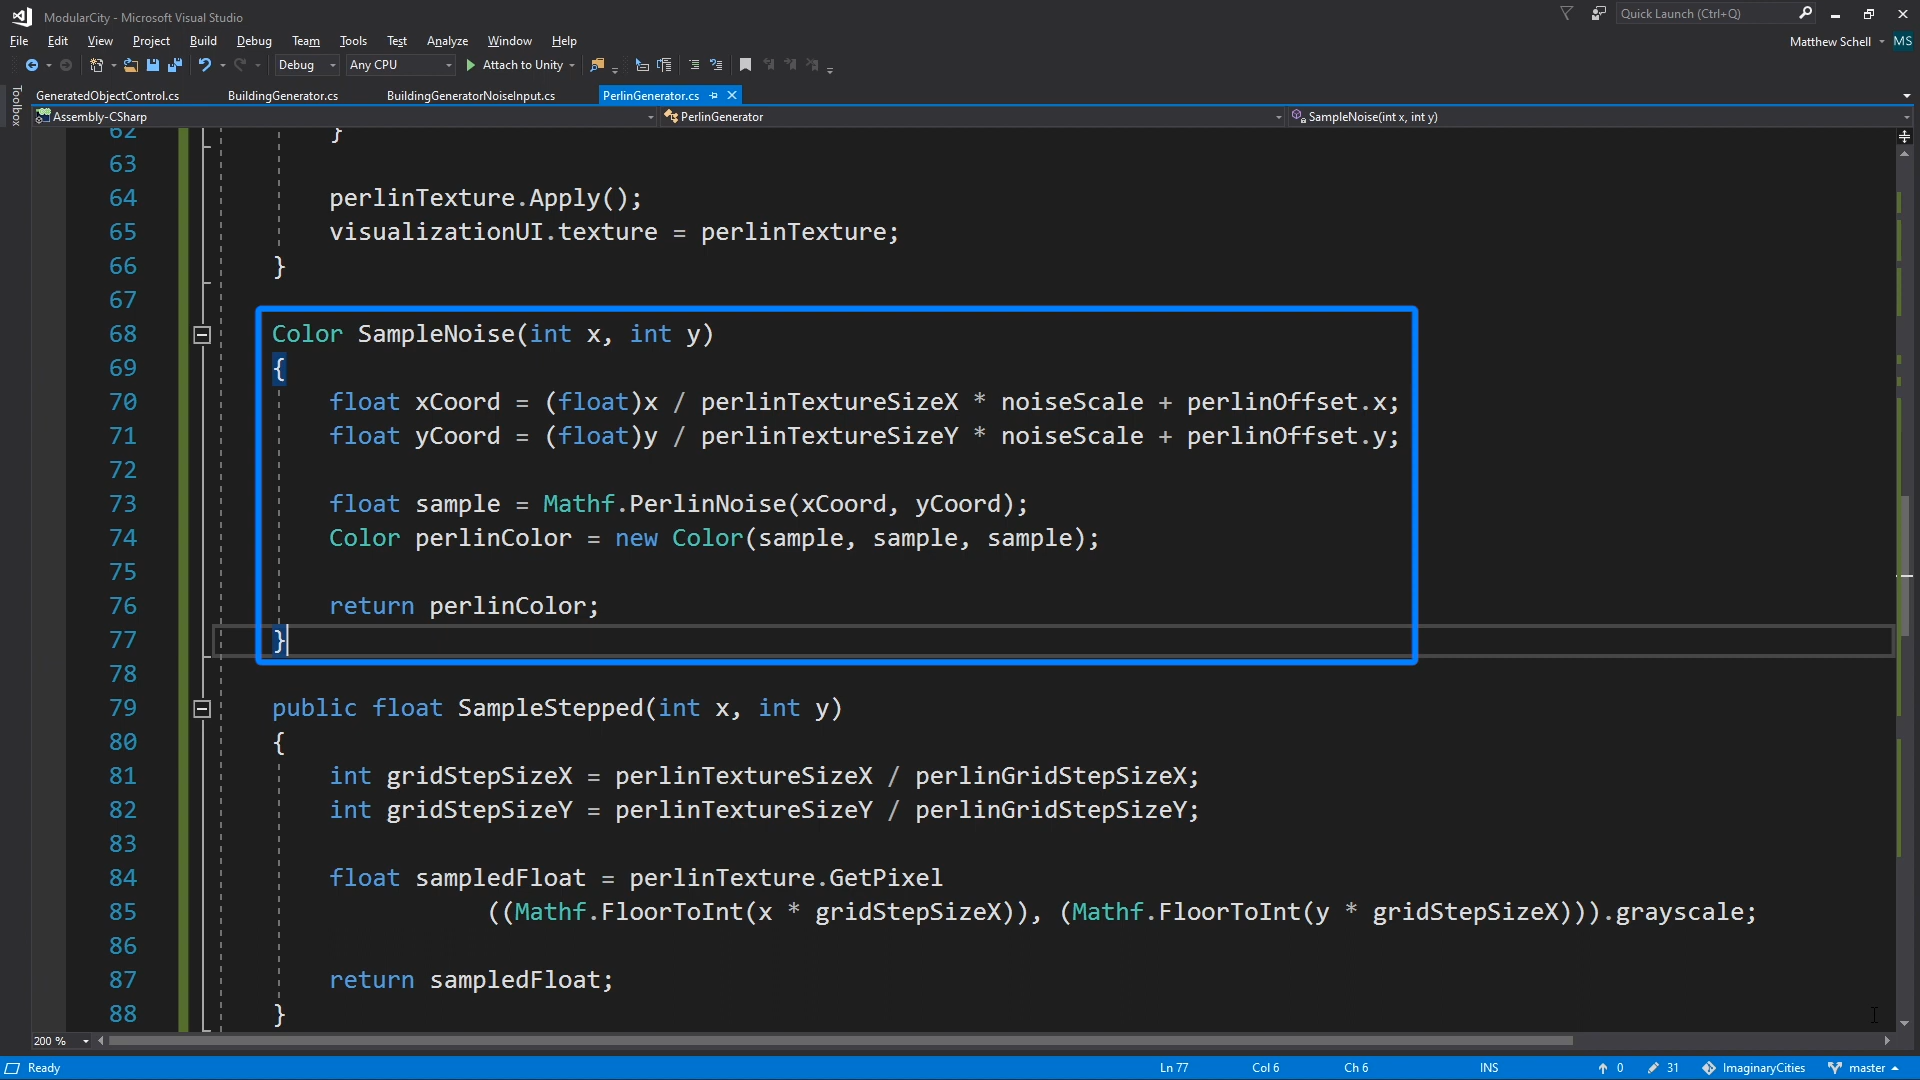 ModularCity - Microsoft Visual Studio
Quick Launch (Ctrl+Q)
File Edit View Project Build Debug Team Tools Test Analyze Window Help
Matthew Schell MS
Debug Any CPU Attach to Unity
Toolbox
GeneratedObjectControl.cs BuildingGenerator.cs BuildingGeneratorNoiseInput.cs PerlinGenerator.cs
Assembly-CSharp PerlinGenerator SampleNoise(int x, int y)
62 }
63
64 perlinTexture.Apply();
65 visualizationUI.texture = perlinTexture;
66 }
67
68 Color SampleNoise(int x, int y)
69 {
70 float xCoord = (float)x / perlinTextureSizeX * noiseScale + perlinOffset.x;
71 float yCoord = (float)y / perlinTextureSizeY * noiseScale + perlinOffset.y;
72
73 float sample = Mathf.PerlinNoise(xCoord, yCoord);
74 Color perlinColor = new Color(sample, sample, sample);
75
76 return perlinColor;
77 }
78
79 public float SampleStepped(int x, int y)
80 {
81 int gridStepSizeX = perlinTextureSizeX / perlinGridStepSizeX;
82 int gridStepSizeY = perlinTextureSizeY / perlinGridStepSizeY;
83
84 float sampledFloat = perlinTexture.GetPixel
85 ((Mathf.FloorToInt(x * gridStepSizeX)), (Mathf.FloorToInt(y * gridStepSizeX))).grayscale;
86
87 return sampledFloat;
88 }
200 %
Ready Ln 77 Col 6 Ch 6 INS 0 31 ImaginaryCities master